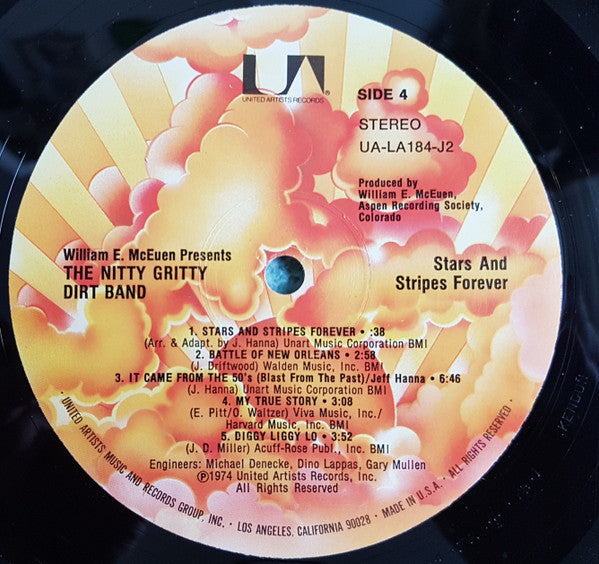 UA®
UNITED ARTISTS RECORDS
SIDE 4
STEREO
UA-LA184-J2
Produced by
William E. McEuen,
Aspen Recording Society,
Colorado
William E. McEuen Presents
THE NITTY GRITTY
DIRT BAND
Stars And
Stripes Forever
1. STARS AND STRIPES FOREVER • :38
(Arr. & Adapt. by J. Hanna) Unart Music Corporation BMI
2. BATTLE OF NEW ORLEANS • 2:58
(J. Driftwood) Walden Music, Inc. BMI
3. IT CAME FROM THE 50's (Blast From The Past)/Jeff Hanna • 6:46
(J. Hanna) Unart Music Corporation BMI
4. MY TRUE STORY • 3:08
(E. Pitt/O. Waltzer) Viva Music, Inc./
Harvard Music, Inc. BMI
5. DIGGY LIGGY LO • 3:52
(J. D. Miller) Acuff-Rose Publ., Inc. BMI
Engineers: Michael Denecke, Dino Lappas, Gary Mullen
℗1974 United Artists Records, Inc.
All Rights Reserved
· UNITED ARTISTS MUSIC AND RECORDS GROUP, INC. · LOS ANGELES, CALIFORNIA 90028 · MADE IN U.S.A. · ALL RIGHTS RESERVED ·